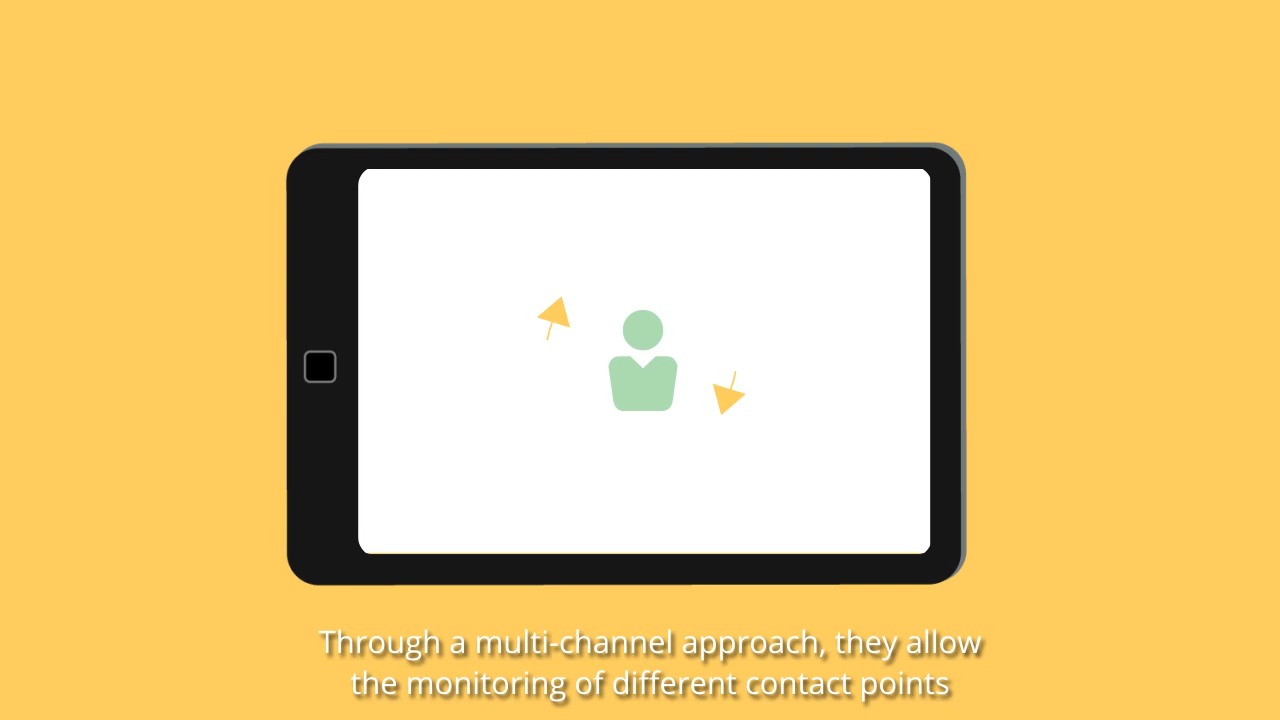 Through a multi-channel approach, they allow
the monitoring of different contact points